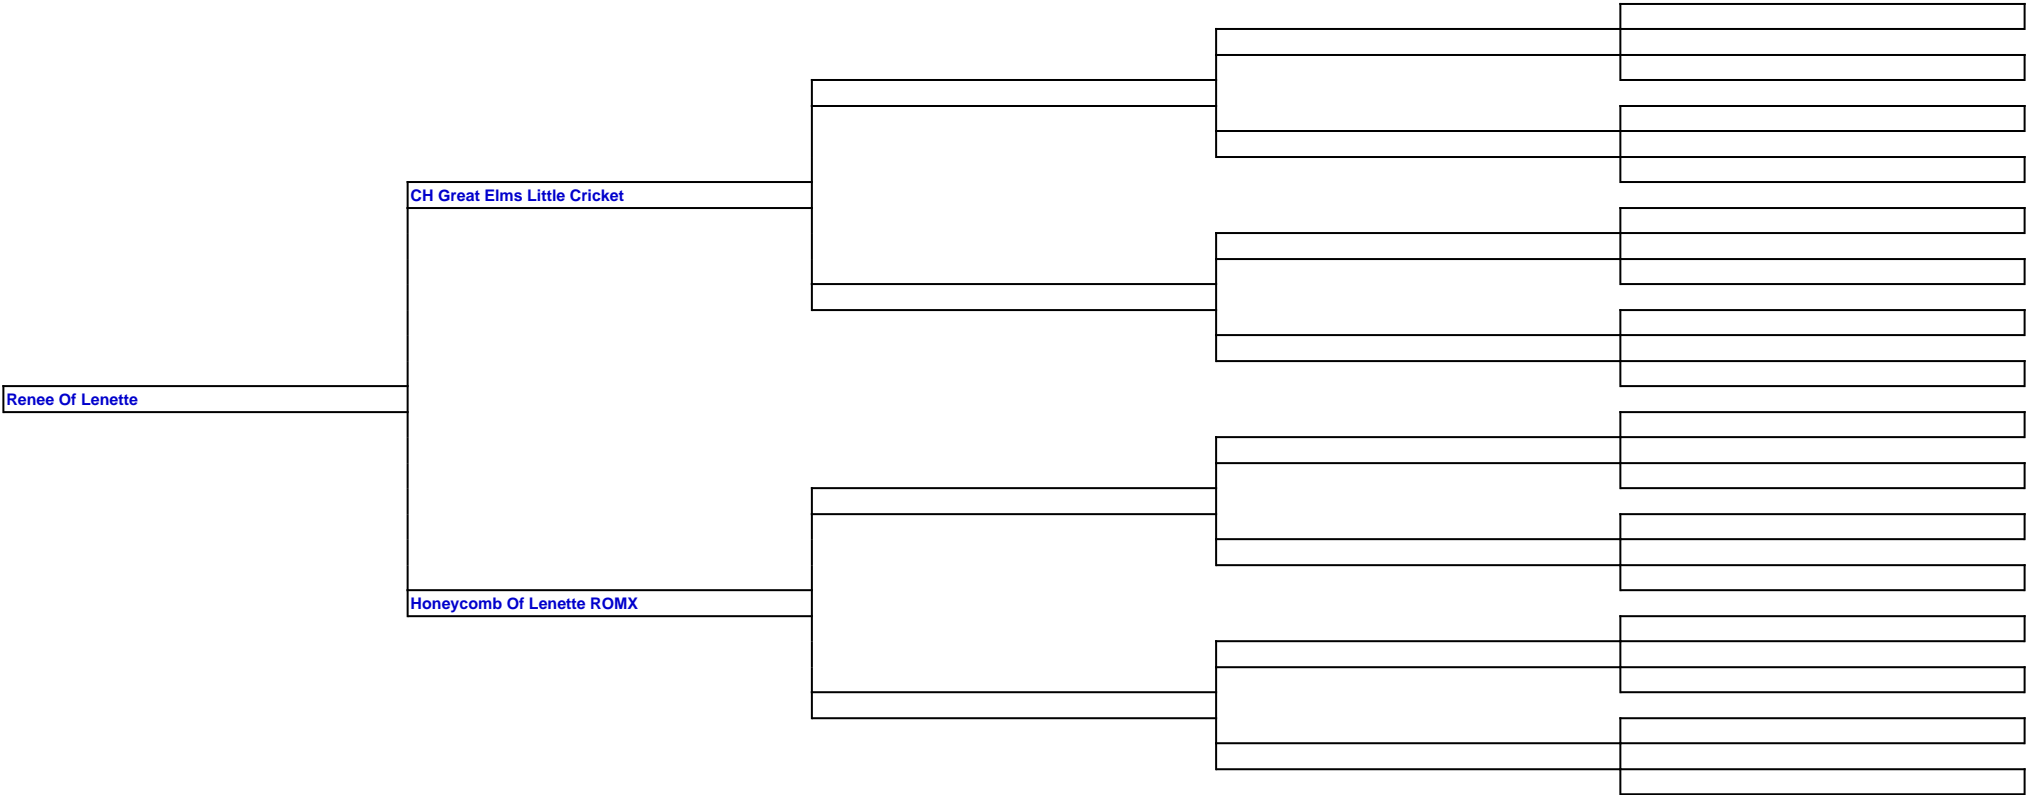 CH Great Elms Little Cricket
Renee Of Lenette
Honeycomb Of Lenette ROMX